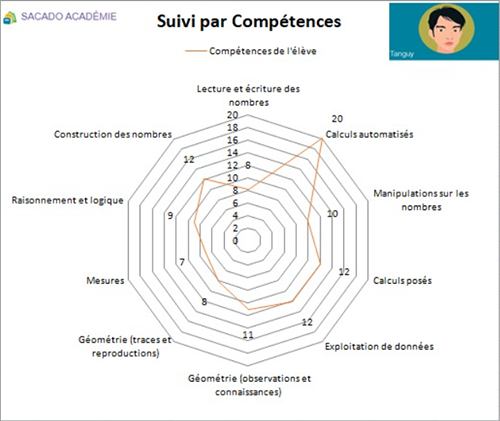 SACADO ACADÉMIE
Suivi par Compétences
Tanguy
Compétences de l'élève
Lecture et écriture des
nombres
20
18
16
14
12
10
8
6
4
2
0
8
20
Calculs automatisés
10
Manipulations sur les
nombres
12
Calculs posés
12
Exploitation de données
11
Géométrie (observations et
connaissances)
8
Géométrie (traces et
reproductions)
7
Mesures
9
Raisonnement et logique
12
Construction des nombres